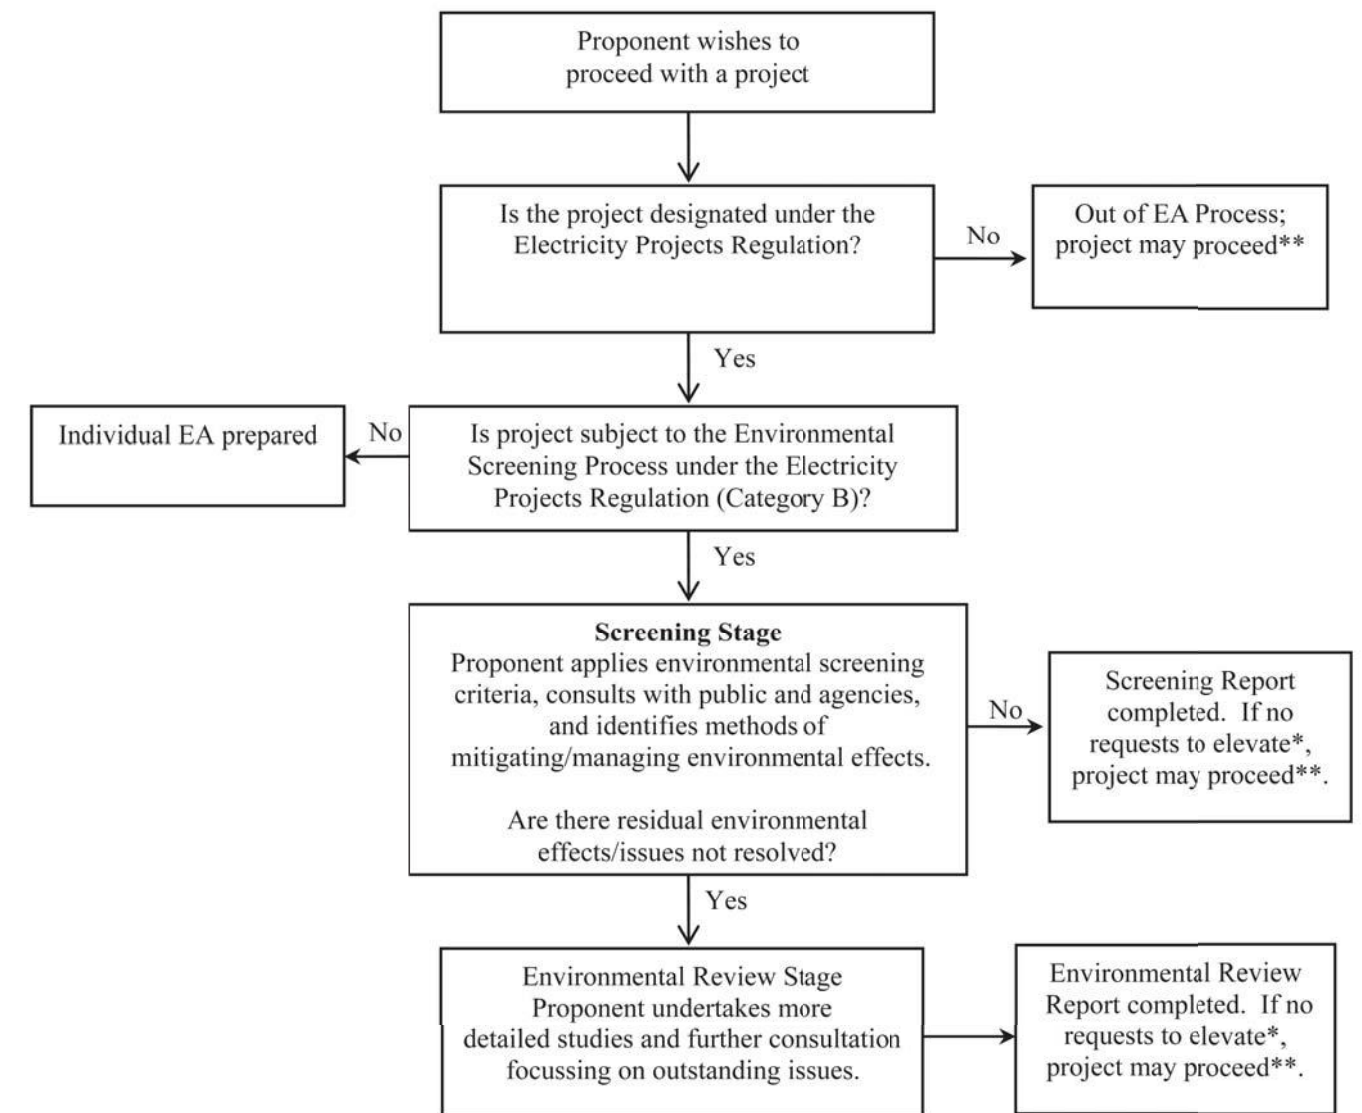 Proponent wishes to
proceed with a project
Is the project designated under the
Electricity Projects Regulation?
No
Out of EA Process;
project may proceed**
Yes
Individual EA prepared
No
Is project subject to the Environmental
Screening Process under the Electricity
Projects Regulation (Category B)?
Yes
Screening Stage
Proponent applies environmental screening
criteria, consults with public and agencies,
and identifies methods of
mitigating/managing environmental effects.
Are there residual environmental
effects/issues not resolved?
No
Screening Report
completed.  If no
requests to elevate*,
project may proceed**.
Yes
Environmental Review Stage
Proponent undertakes more
detailed studies and further consultation
focussing on outstanding issues.
Environmental Review
Report completed.  If no
requests to elevate*,
project may proceed**.